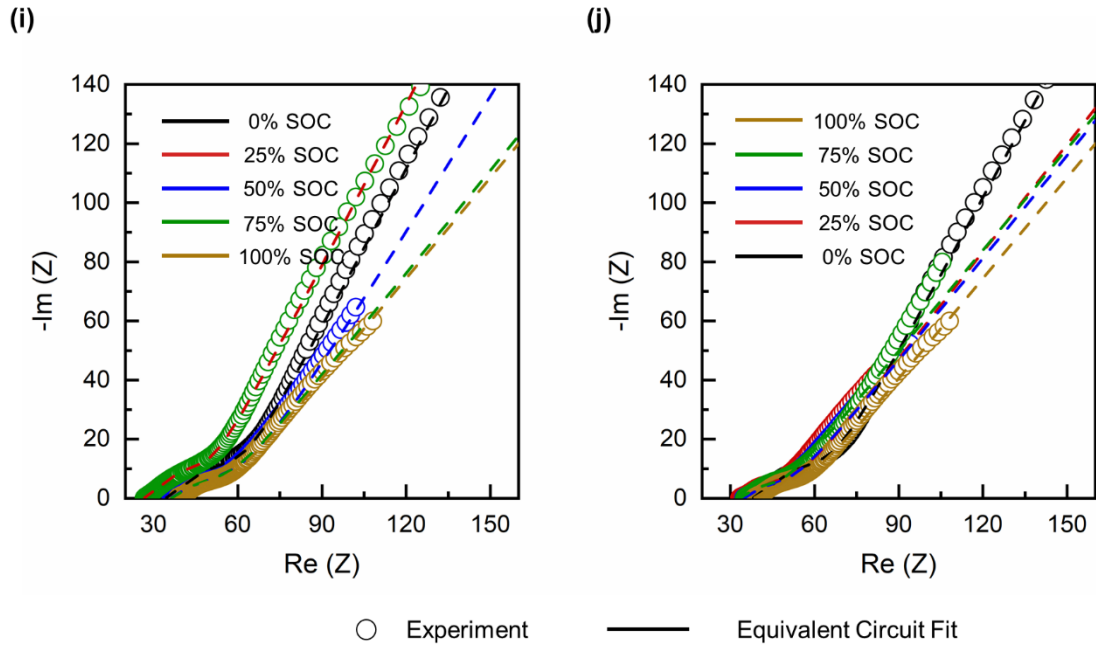 (i)
(j)
140
120
100
80
60
40
20
0
-Im (Z)
0% SOC
25% SOC
50% SOC
75% SOC
100% SOC
30 60 90 120 150
Re (Z)
140
120
100
80
60
40
20
0
-Im (Z)
100% SOC
75% SOC
50% SOC
25% SOC
0% SOC
30 60 90 120 150
Re (Z)
Experiment
Equivalent Circuit Fit